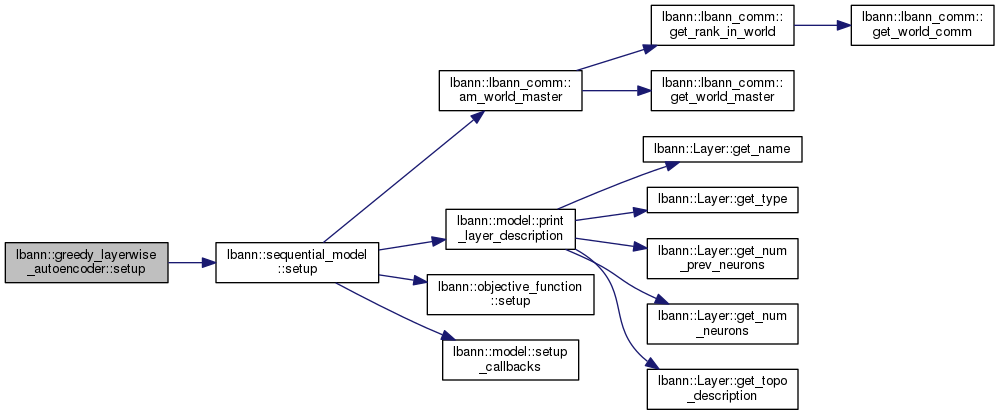 lbann::greedy_layerwise
_autoencoder::setup
lbann::sequential_model
::setup
lbann::lbann_comm::
am_world_master
lbann::lbann_comm::
get_rank_in_world
lbann::lbann_comm::
get_world_comm
lbann::lbann_comm::
get_world_master
lbann::model::print
_layer_description
lbann::Layer::get_name
lbann::Layer::get_type
lbann::Layer::get_num
_prev_neurons
lbann::Layer::get_num
_neurons
lbann::Layer::get_topo
_description
lbann::objective_function
::setup
lbann::model::setup
_callbacks